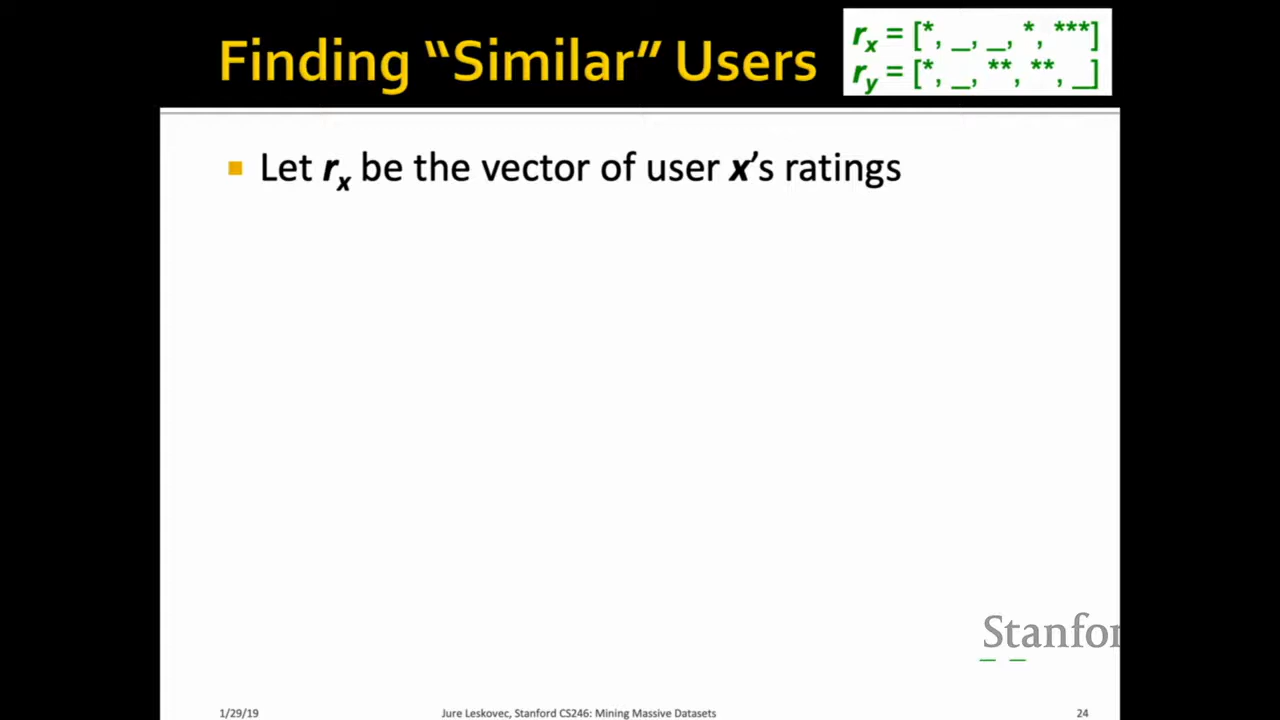 Finding “Similar” Users
rx = [*, _, _, *, ***]
ry = [*, _, **, **, _]
Let rx be the vector of user x’s ratings
Stanfor
1/29/19
Jure Leskovec, Stanford CS246: Mining Massive Datasets
24